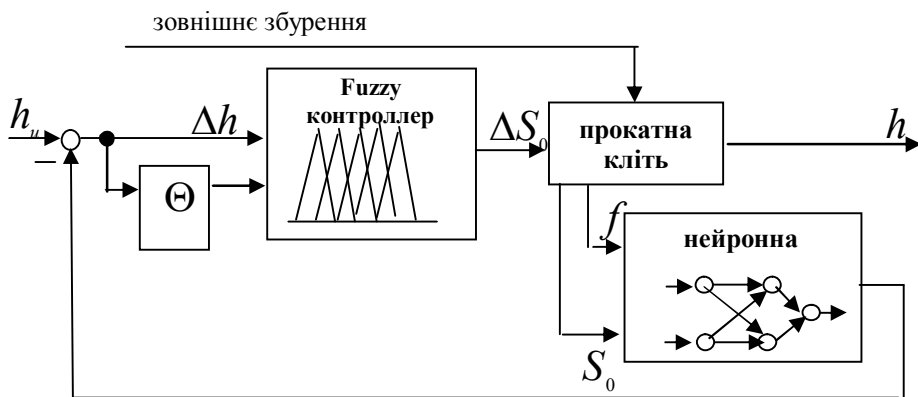 зовнішнє збурення
Fuzzy
контроллер
h_u
Δh
ΔS_0
прокатна
кліть
h
−
Θ
f
нейронна
S_0